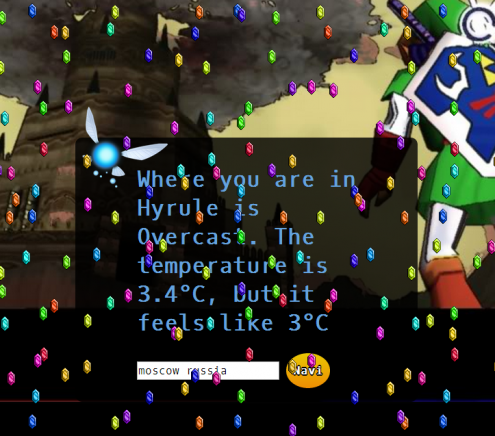 Where you are in
Hyrule is
Overcast. The
temperature is
3.4°C, but it
feels like 3°C
moscow russia
Navi